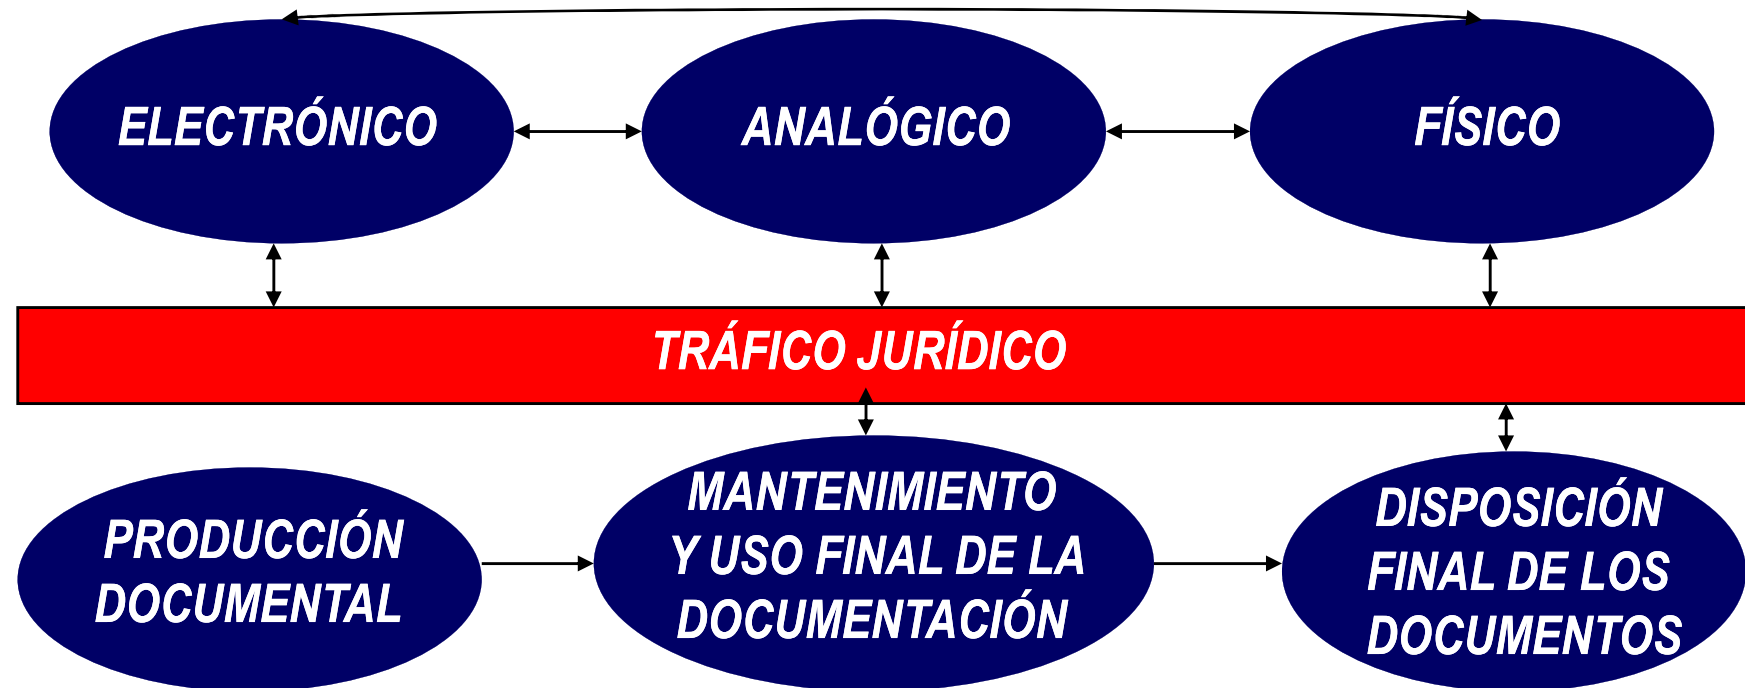 ELECTRÓNICO
ANALÓGICO
FÍSICO
TRÁFICO JURÍDICO
PRODUCCIÓN
DOCUMENTAL
MANTENIMIENTO
Y USO FINAL DE LA
DOCUMENTACIÓN
DISPOSICIÓN
FINAL DE LOS
DOCUMENTOS